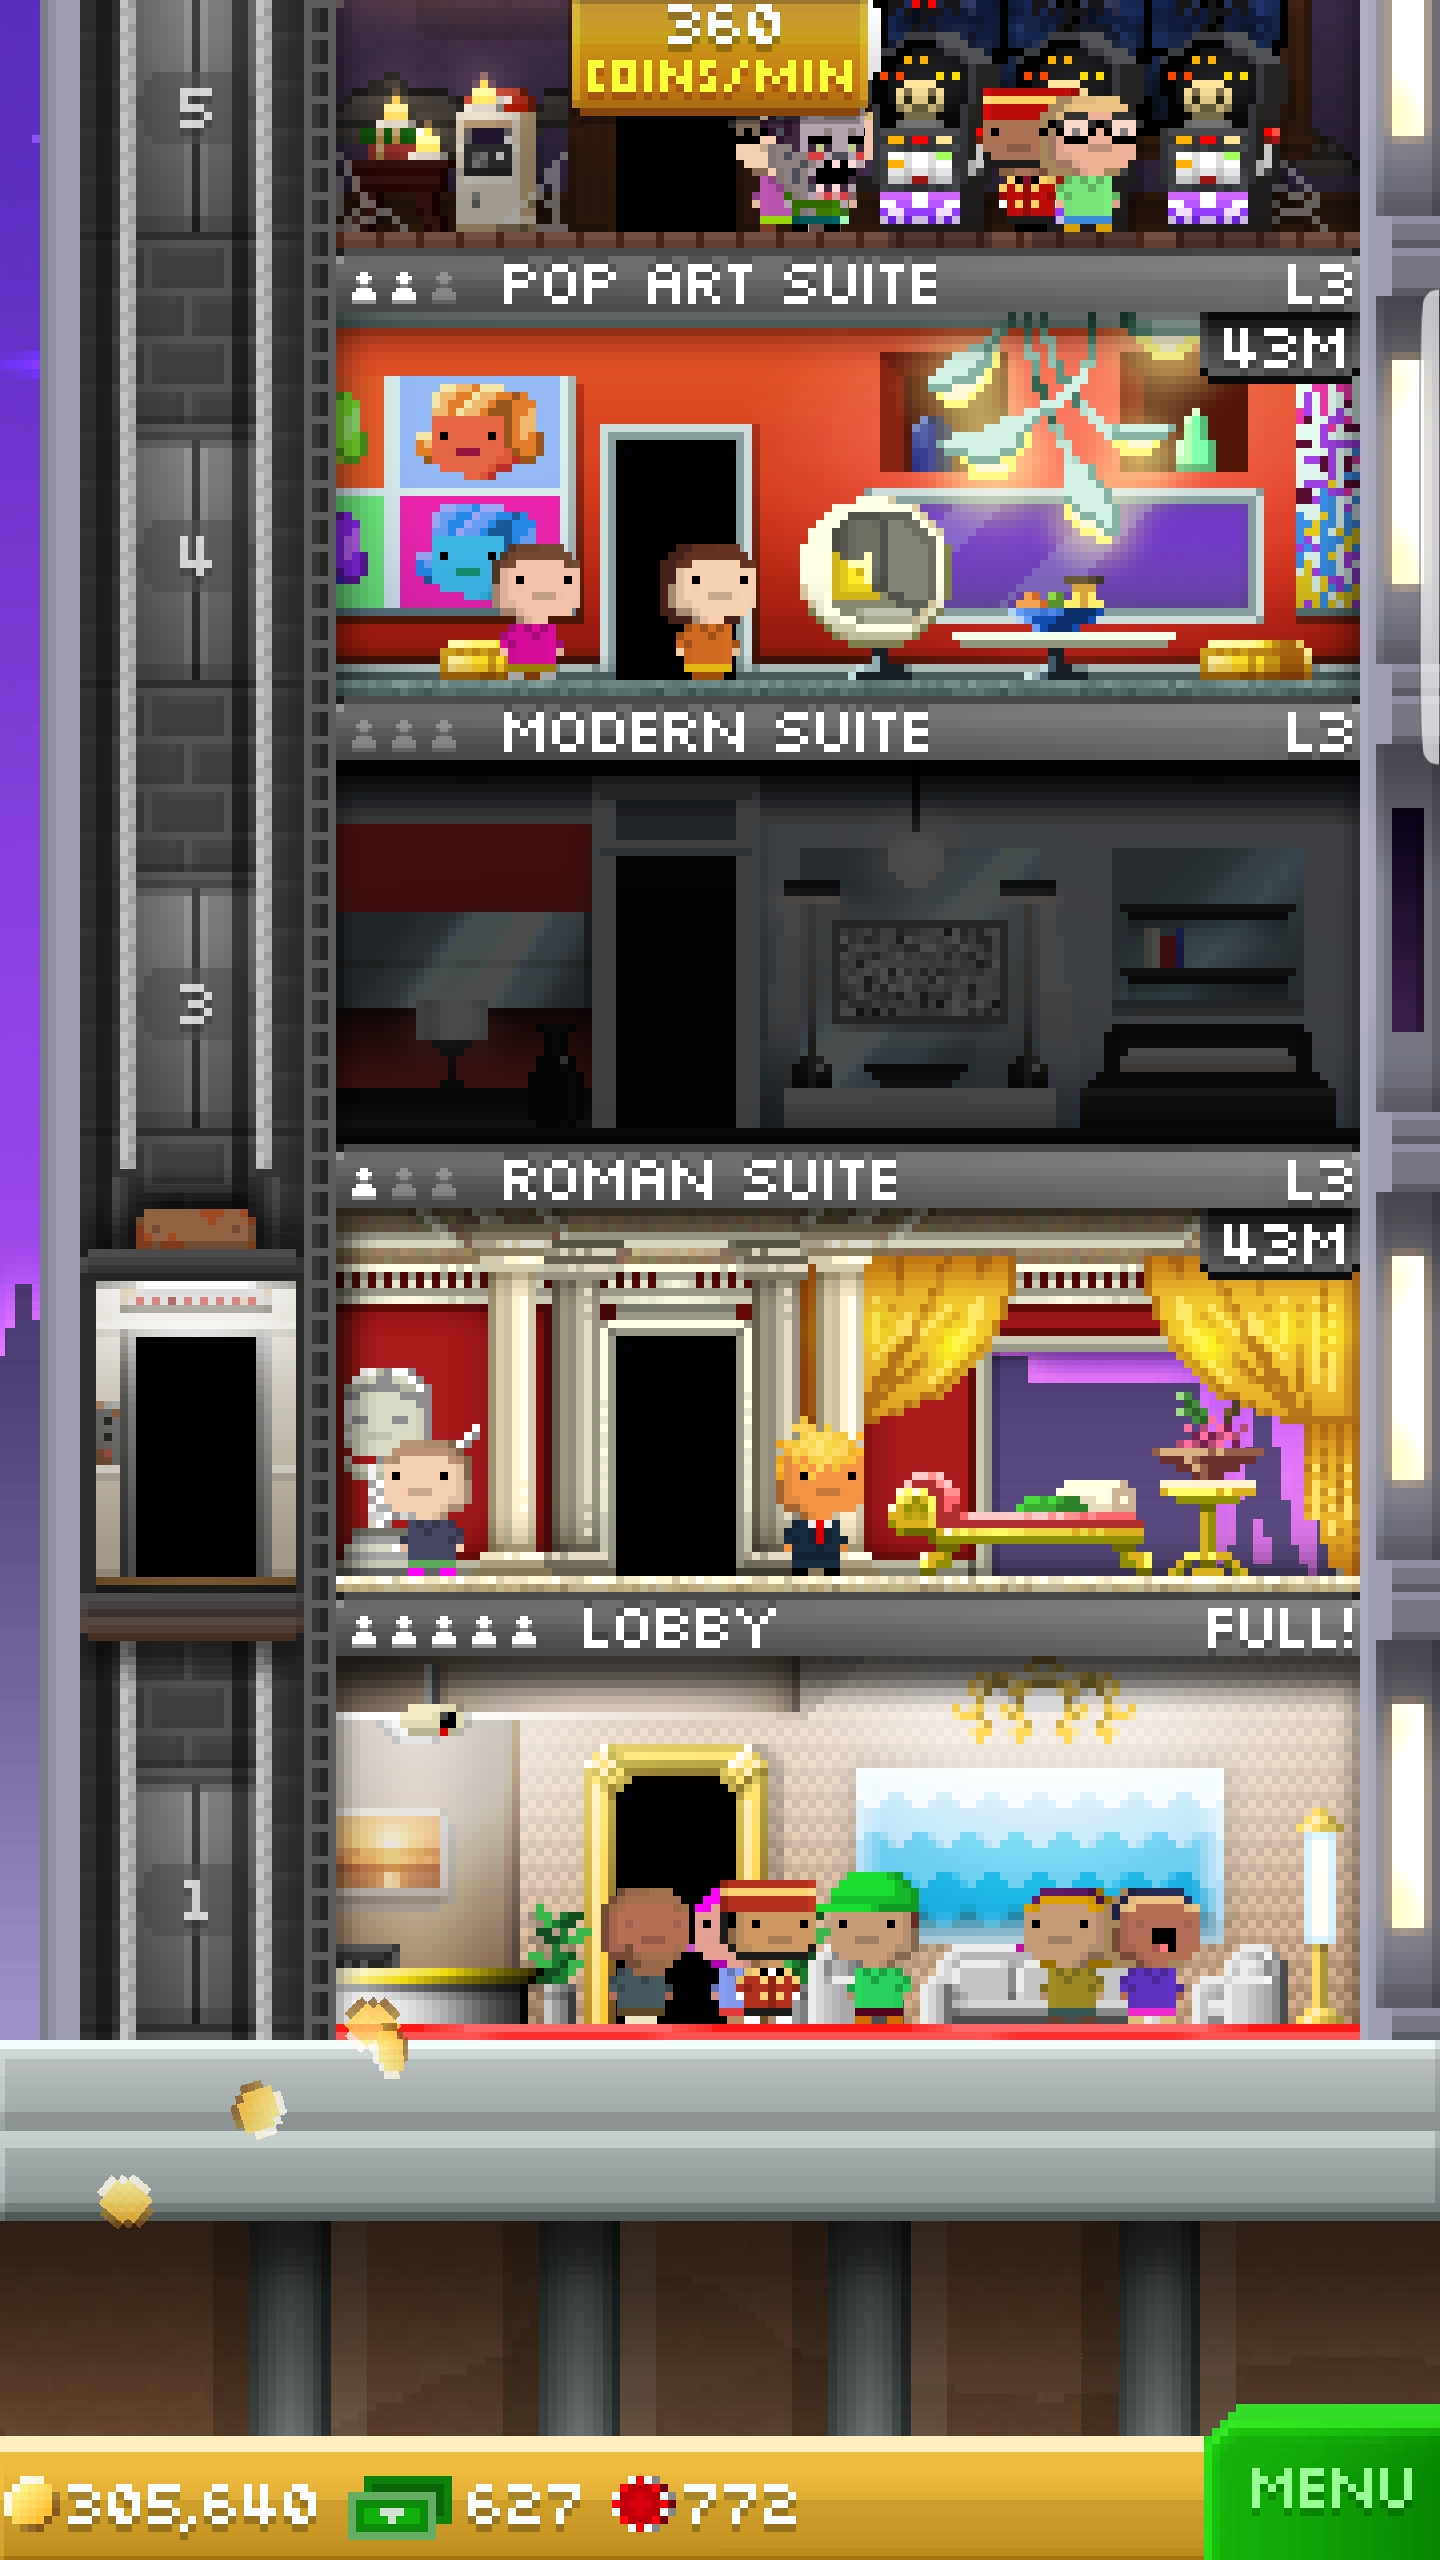 360
COINS/MIN
5
POP ART SUITE L3
43M
4
MODERN SUITE L3
3
ROMAN SUITE L3
43M
LOBBY FULL!
1
305,640 627 772
MENU